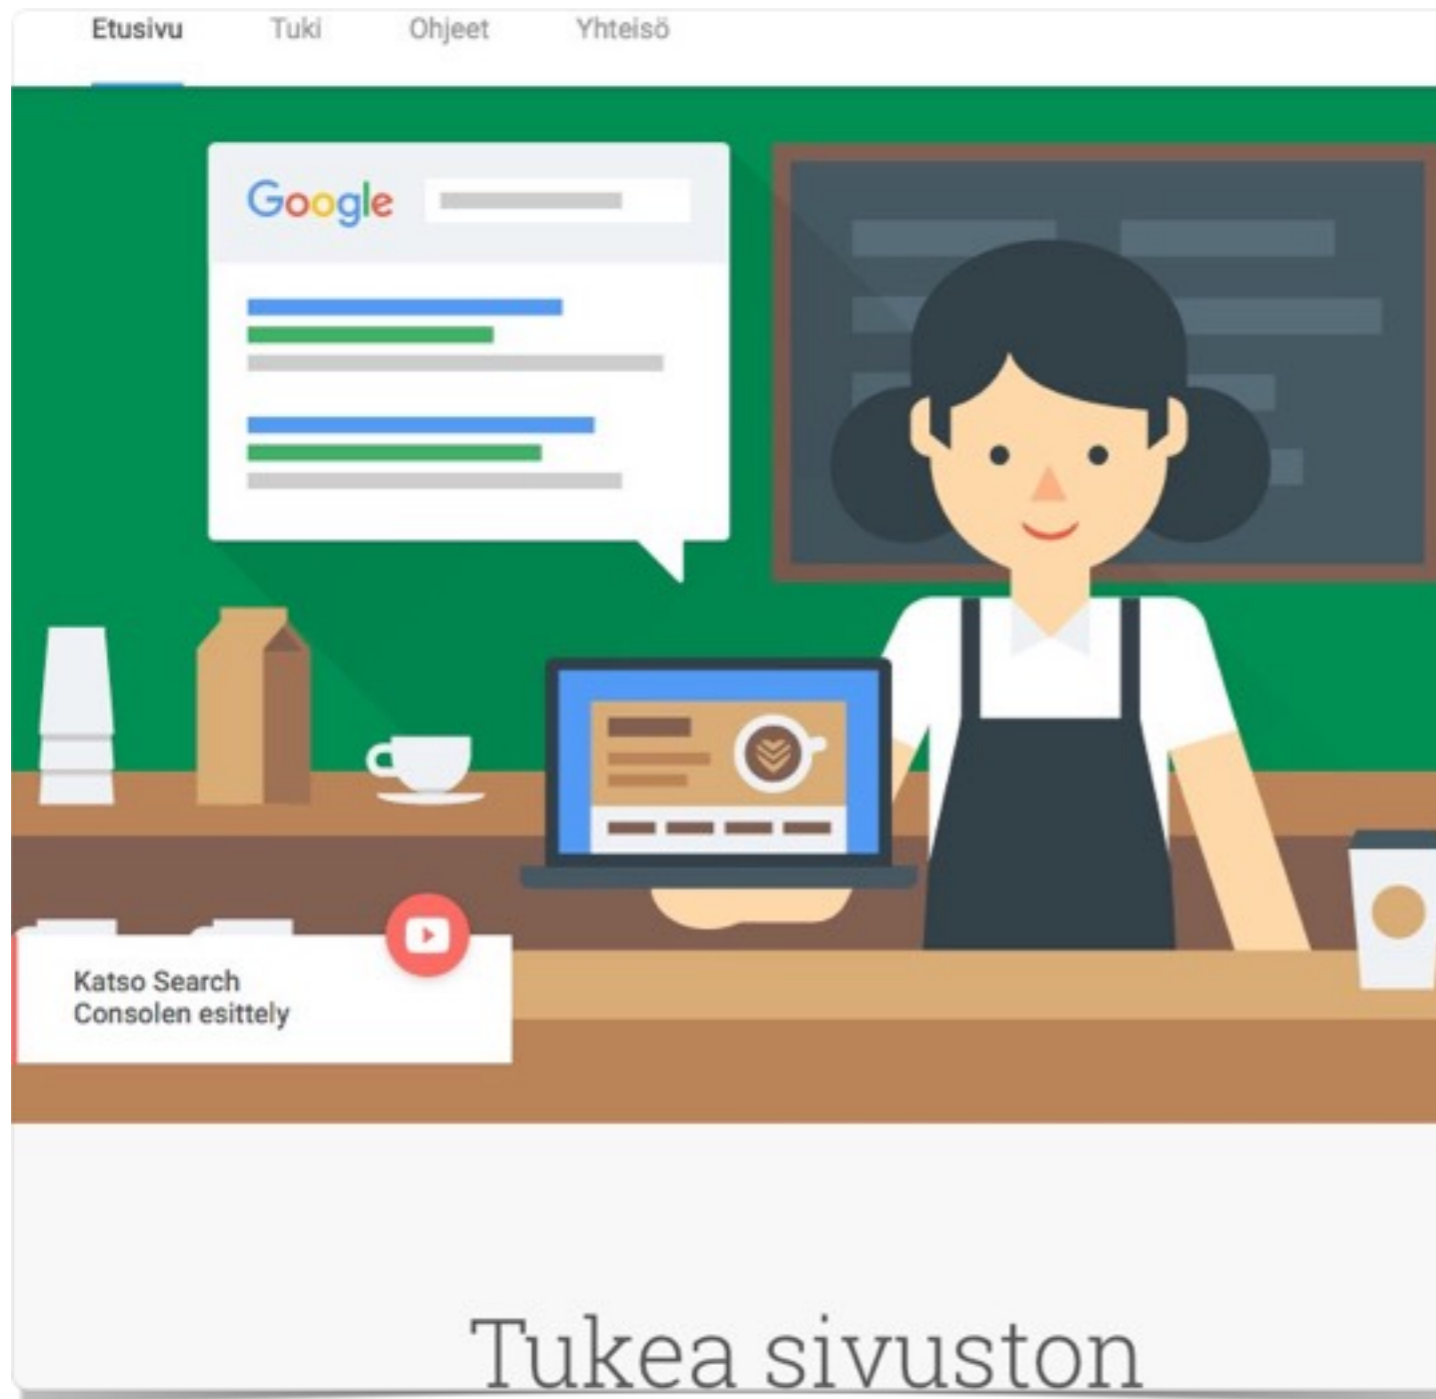 Etusivu Tuki Ohjeet Yhteisö
Google
Katso Search
Consolen esittely
Tukea sivuston